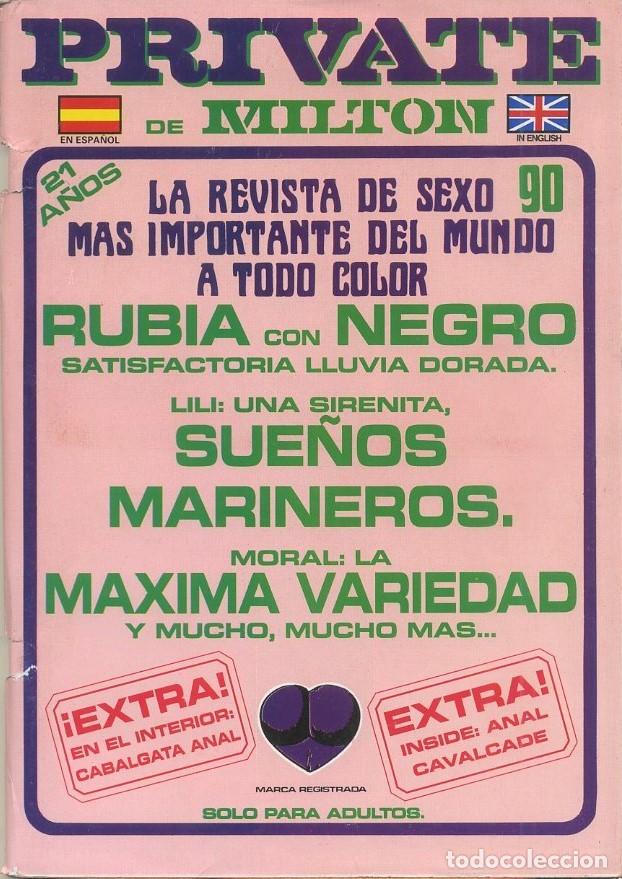 PRIVATE
DE MILTON
EN ESPAÑOL
IN ENGLISH
21
AÑOS
LA REVISTA DE SEXO 90
MAS IMPORTANTE DEL MUNDO
A TODO COLOR
RUBIA CON NEGRO
SATISFACTORIA LLUVIA DORADA.
LILI: UNA SIRENITA,
SUEÑOS
MARINEROS.
MORAL: LA
MAXIMA VARIEDAD
Y MUCHO, MUCHO MAS...
¡EXTRA!
EN EL INTERIOR:
CABALGATA ANAL
EXTRA!
INSIDE: ANAL
CAVALCADE
MARCA REGISTRADA
SOLO PARA ADULTOS.
todocoleccion